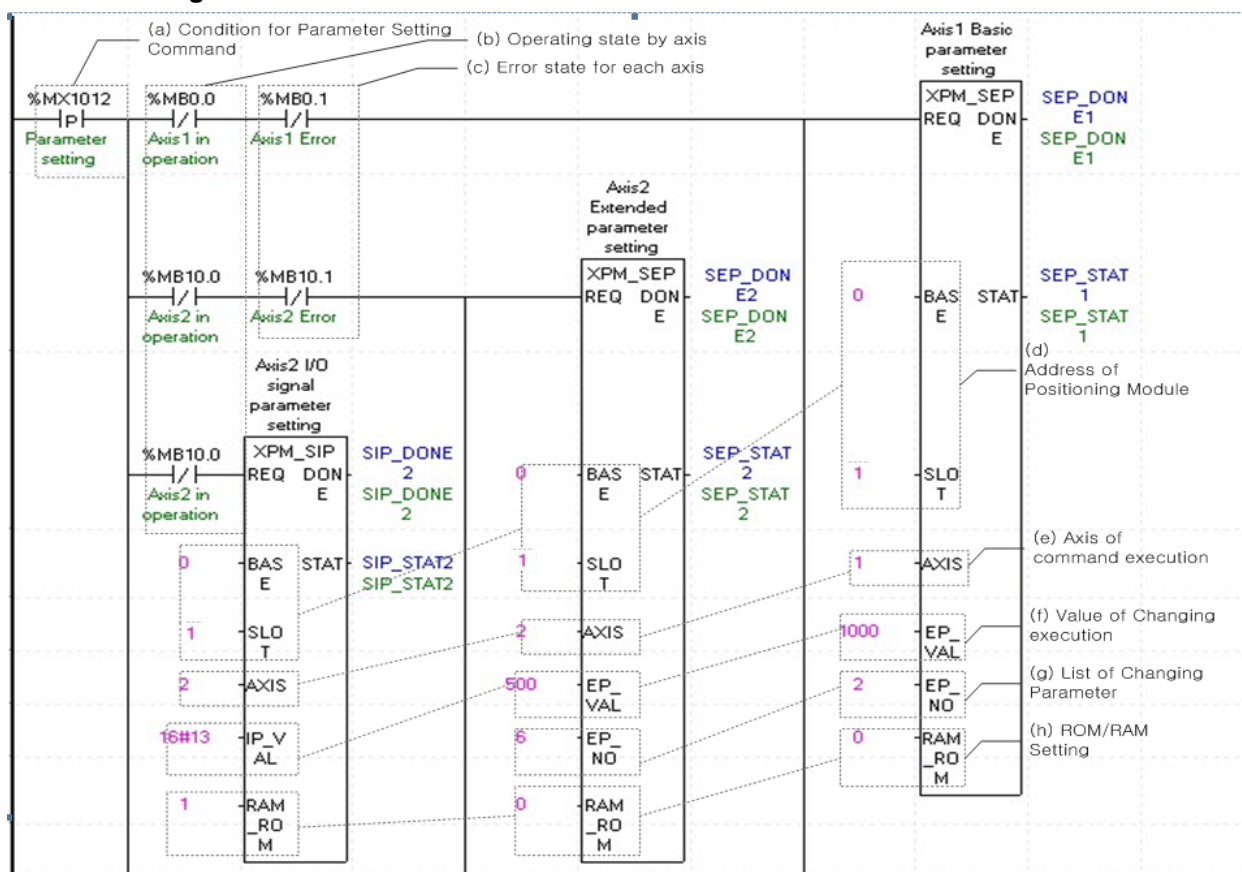 (a) Condition for Parameter Setting
Command
(b) Operating state by axis
(c) Error state for each axis
Axis1 Basic
parameter
setting
%MX1012
%MB0.0
%MB0.1
P
Parameter
setting
Axis1 in
operation
Axis1 Error
XPM_SEP
REQ DON
E
SEP_DON
E1
SEP_DON
E1
Axis2
Extended
parameter
setting
%MB10.0
%MB10.1
Axis2 in
operation
Axis2 Error
XPM_SEP
REQ DON
E
SEP_DON
E2
SEP_DON
E2
0
BAS STAT
E
SEP_STAT
1
SEP_STAT
1
(d)
Address of
Positioning Module
Axis2 I/O
signal
parameter
setting
%MB10.0
Axis2 in
operation
XPM_SIP
REQ DON
E
SIP_DONE
2
SIP_DONE
2
0
BAS STAT
E
SEP_STAT
2
SEP_STAT
2
1
SLO
T
0
BAS STAT
E
SIP_STAT2
SIP_STAT2
1
SLO
T
1
AXIS
(e) Axis of
command execution
1
SLO
T
2
AXIS
1000
EP_
VAL
(f) Value of Changing
execution
2
AXIS
500
EP_
VAL
2
EP_
NO
(g) List of Changing
Parameter
16#13
IP_V
AL
6
EP_
NO
0
RAM
_RO
M
(h) ROM/RAM
Setting
1
RAM
_RO
M
0
RAM
_RO
M